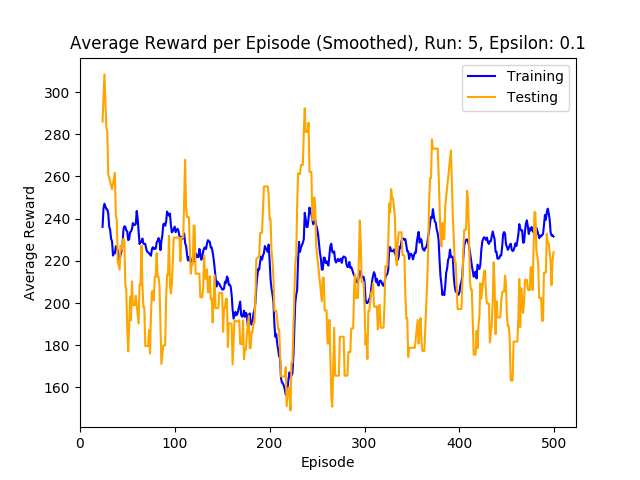 Average Reward per Episode (Smoothed), Run: 5, Epsilon: 0.1
Training
Testing
300
280
260
240
220
200
180
160
Average Reward
0 100 200 300 400 500
Episode